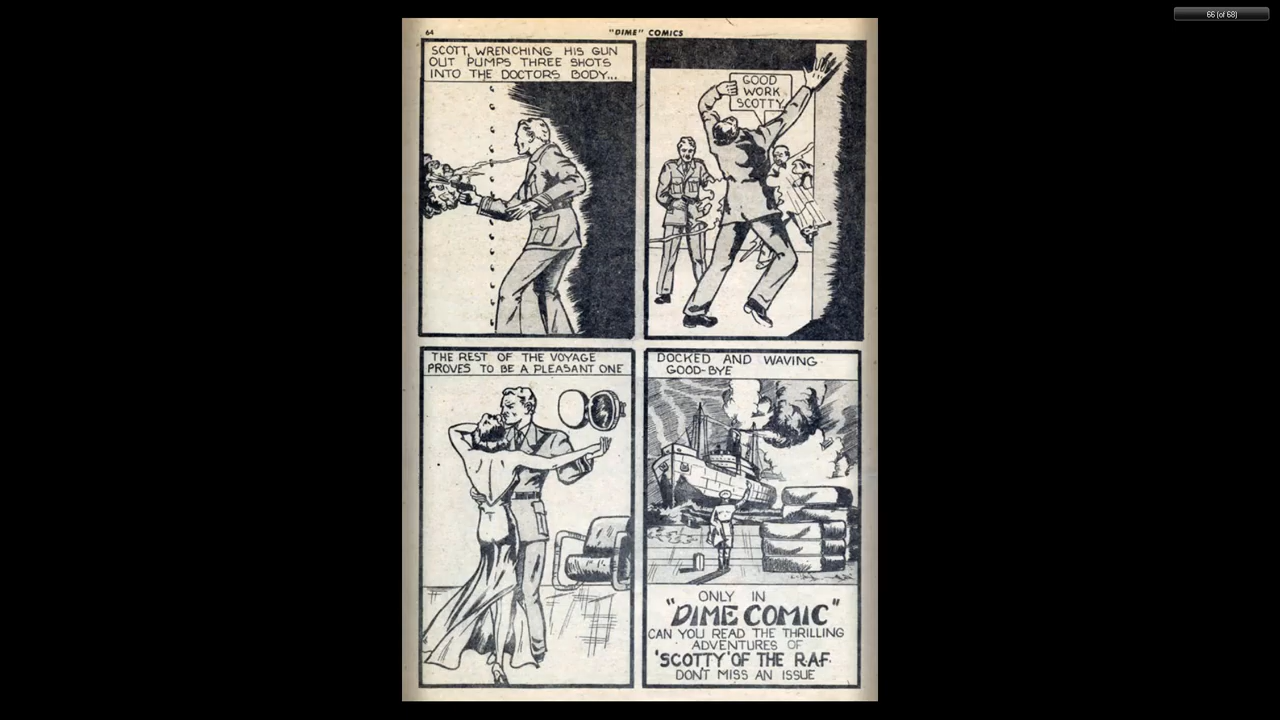 66 (of 68)
64
"DIME" COMICS
SCOTT, WRENCHING HIS GUN
OUT PUMPS THREE SHOTS
INTO THE DOCTORS BODY...
GOOD
WORK
SCOTTY
THE REST OF THE VOYAGE
PROVES TO BE A PLEASANT ONE
DOCKED AND WAVING
GOOD-BYE
ONLY IN
"DIME COMIC"
CAN YOU READ THE THRILLING
ADVENTURES OF
'SCOTTY' OF THE R.A.F.
DON'T MISS AN ISSUE